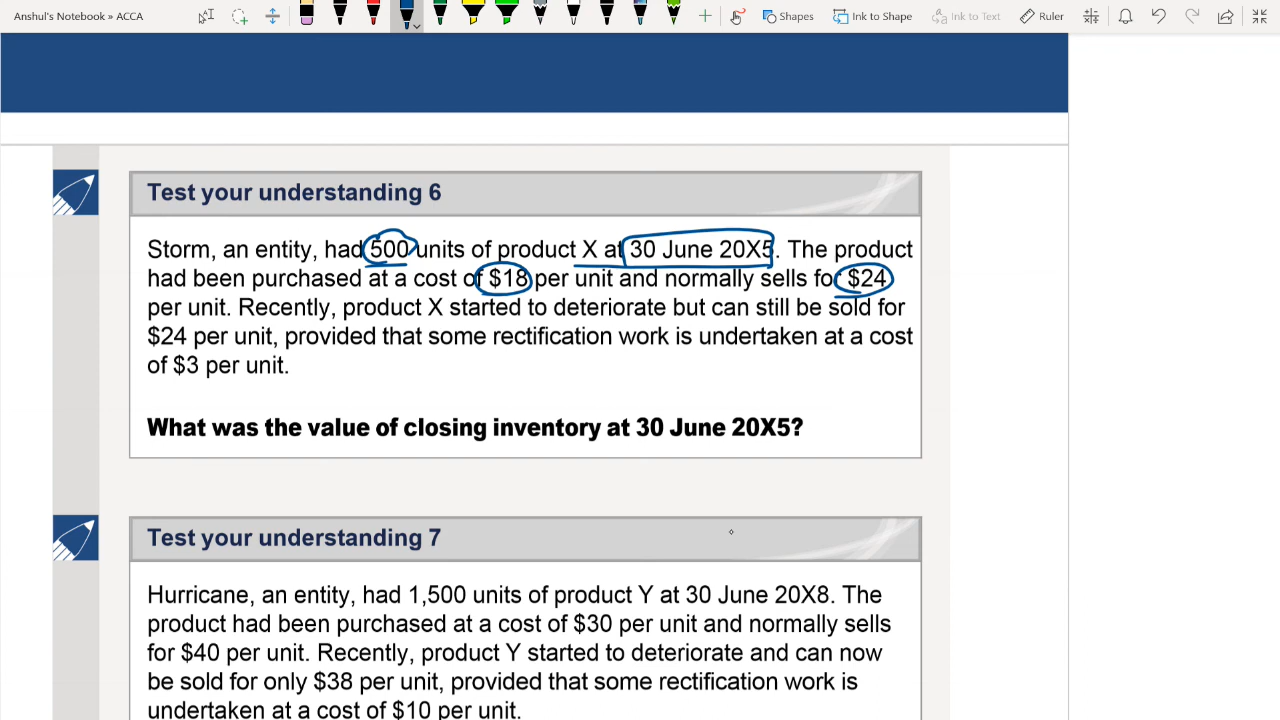 Anshul's Notebook » ACCA
Shapes
Ink to Shape
Ink to Text
Ruler
Test your understanding 6
Storm, an entity, had 500 units of product X at 30 June 20X5. The product
had been purchased at a cost of $18 per unit and normally sells for $24
per unit. Recently, product X started to deteriorate but can still be sold for
$24 per unit, provided that some rectification work is undertaken at a cost
of $3 per unit.
What was the value of closing inventory at 30 June 20X5?
Test your understanding 7
Hurricane, an entity, had 1,500 units of product Y at 30 June 20X8. The
product had been purchased at a cost of $30 per unit and normally sells
for $40 per unit. Recently, product Y started to deteriorate and can now
be sold for only $38 per unit, provided that some rectification work is
undertaken at a cost of $10 per unit.